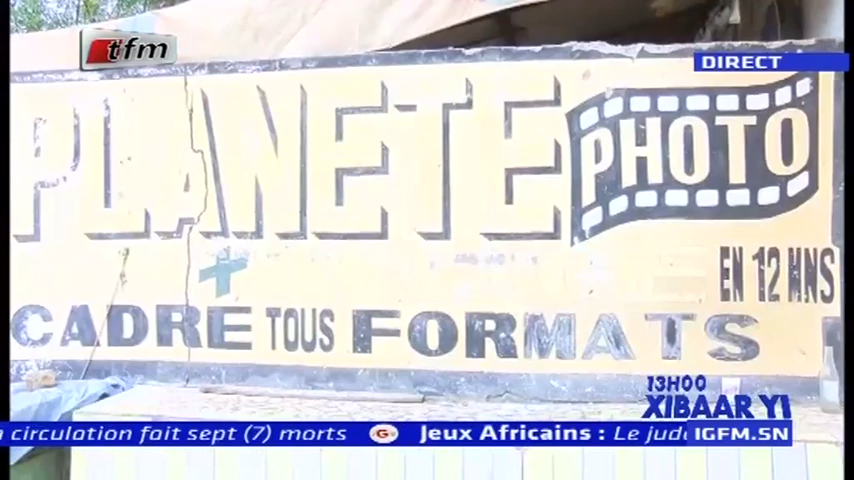 tfm
DIRECT
PLANETE PHOTO
EN 12 MNS
CADRE TOUS FORMATS
13H00
XIBAAR YI
a circulation fait sept (7) morts G Jeux Africains : Le jud
IGFM.SN